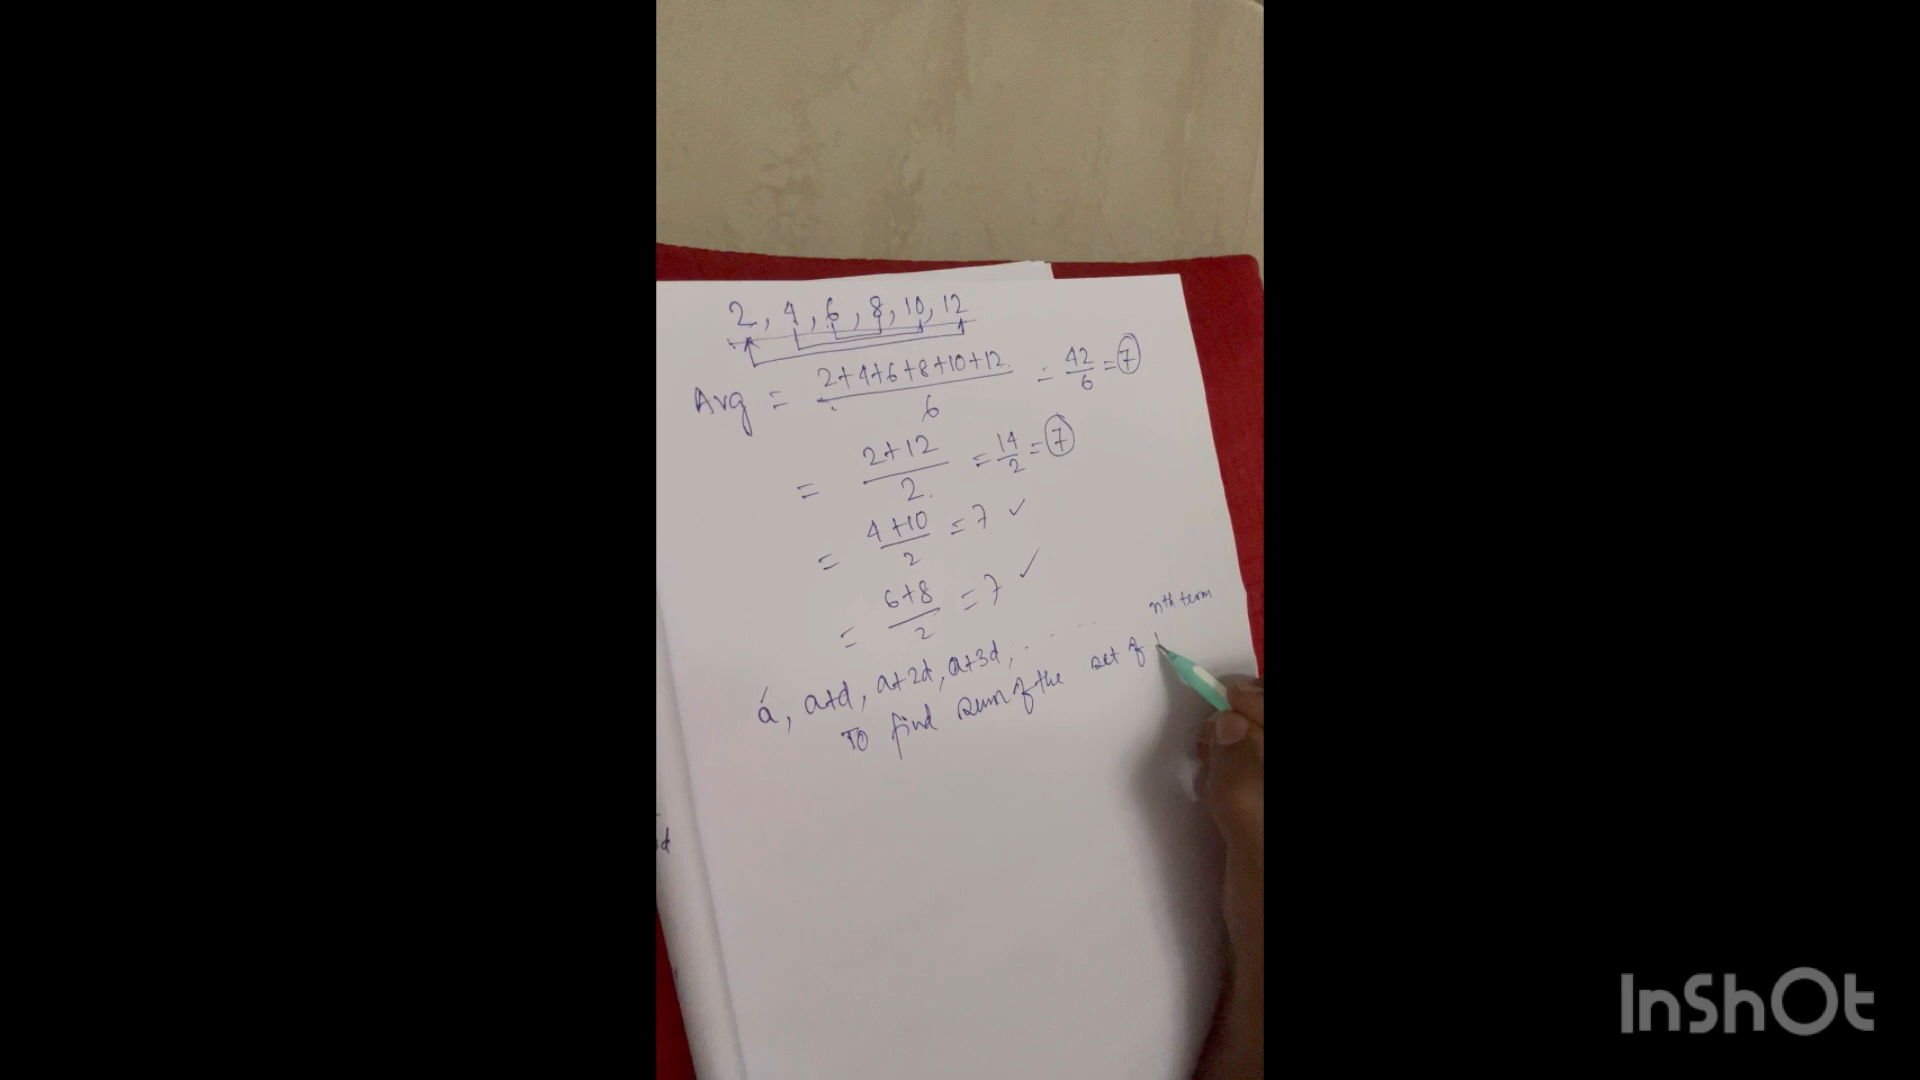 2, 4, 6, 8, 10, 12
Avg = 2+4+6+8+10+12 / 6 = 42/6 = 7
= 2+12 / 2 = 14/2 = 7
= 4+10 / 2 = 7 ✓
= 6+8 / 2 = 7 ✓
nth term
a, a+d, a+2d, a+3d, . . . . .
To find sum of the set of
d
InShOt